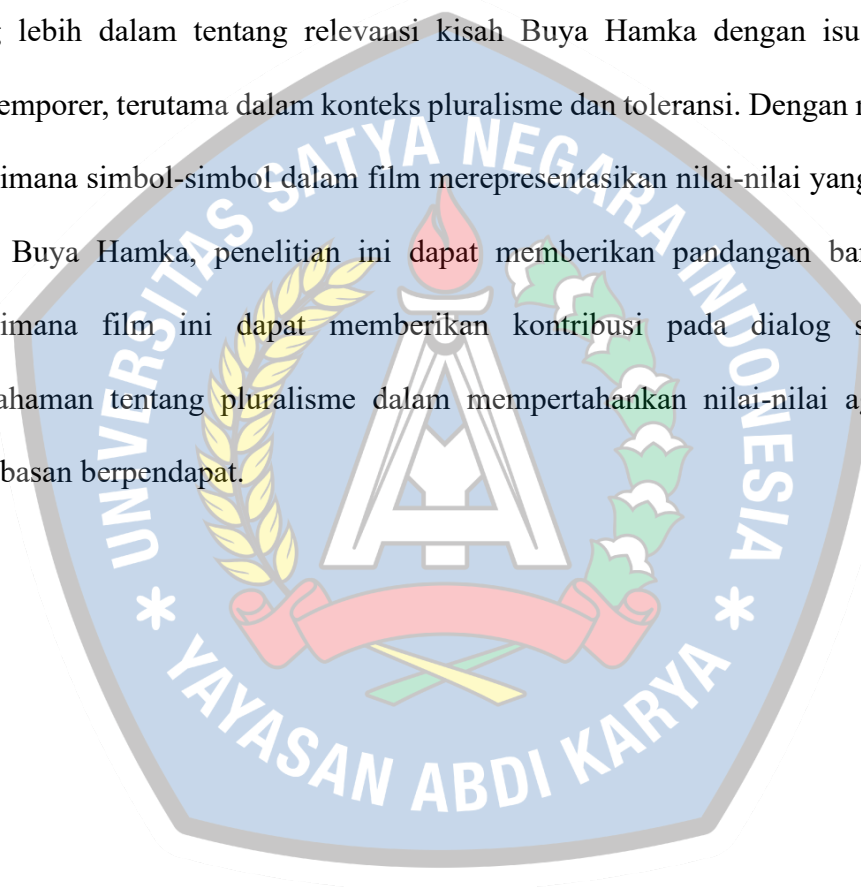 lebih dalam tentang relevansi kisah Buya Hamka dengan isu
emporer, terutama dalam konteks pluralisme dan toleransi. Dengan
imana simbol-simbol dalam film merepresentasikan nilai-nilai yang
Buya Hamka, penelitian ini dapat memberikan pandangan
imana film ini dapat memberikan kontribusi pada dialog
ahaman tentang pluralisme dalam mempertahankan nilai-nilai
basan berpendapat.
UNIVERSITAS SATYA NEGARA INDONESIA
* YAYASAN ABDI KARYA *